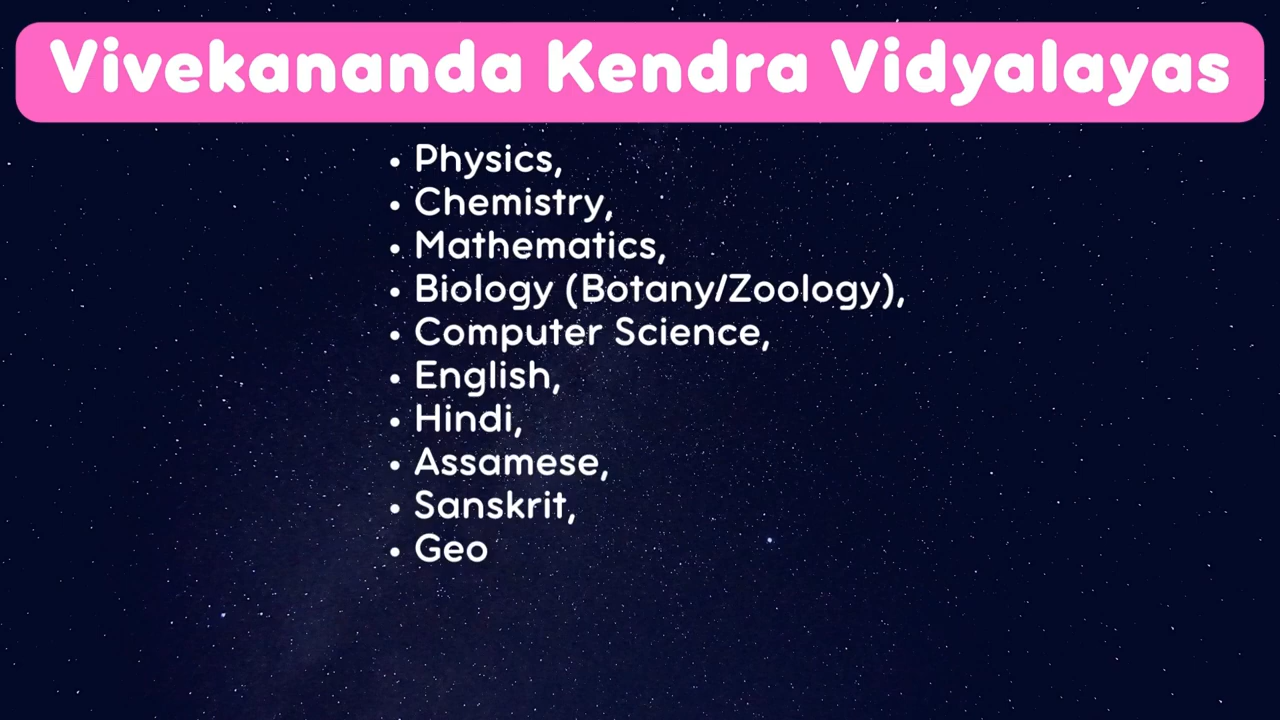 Vivekananda Kendra Vidyalayas
• Physics,
• Chemistry,
• Mathematics,
• Biology (Botany/Zoology),
• Computer Science,
• English,
• Hindi,
• Assamese,
• Sanskrit,
• Geo